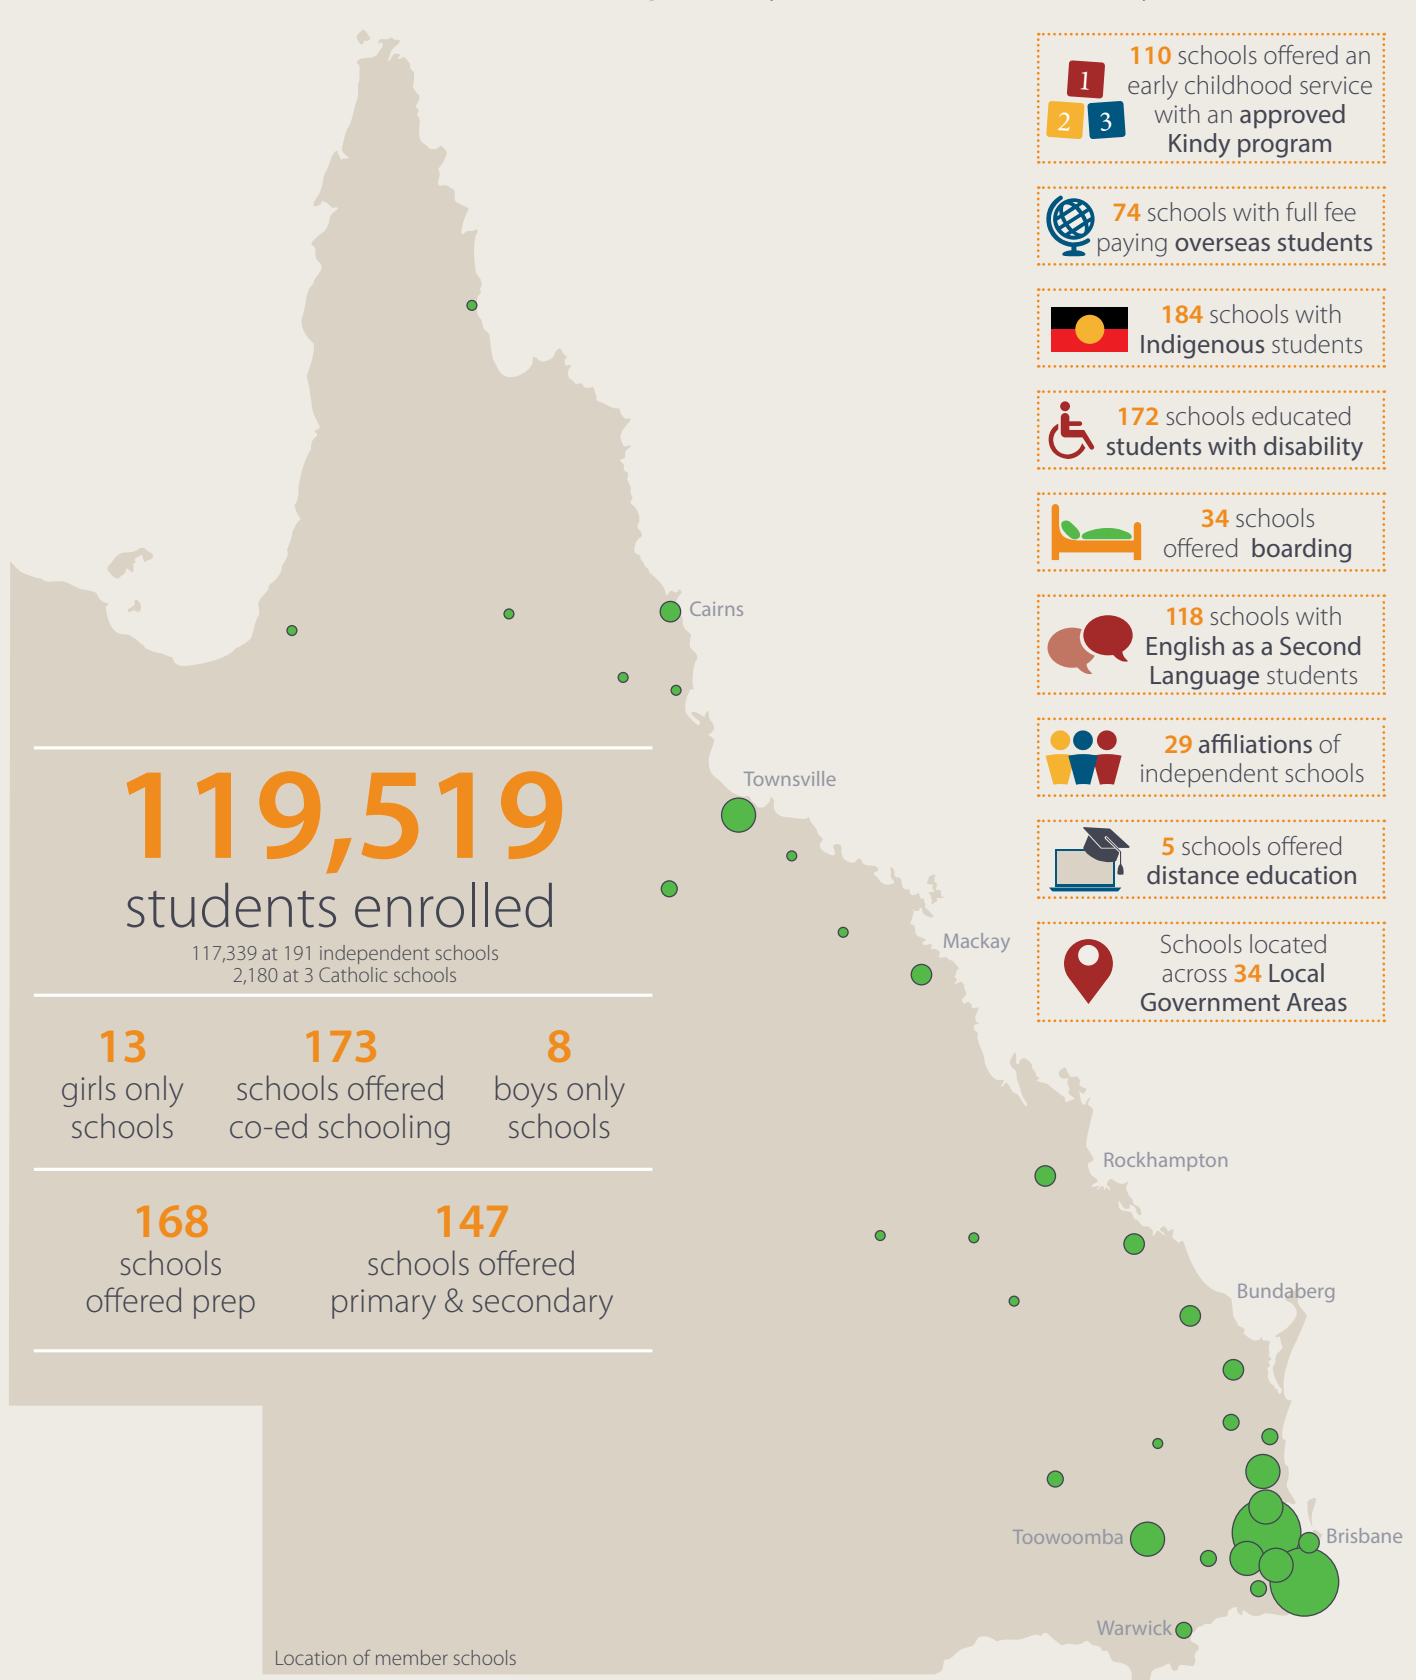 110 schools offered an
early childhood service
with an approved
Kindy program
1
2 3
74 schools with full fee
paying overseas students
184 schools with
Indigenous students
172 schools educated
students with disability
34 schools
offered boarding
118 schools with
English as a Second
Language students
29 affiliations of
independent schools
5 schools offered
distance education
Schools located
across 34 Local
Government Areas
Cairns
Townsville
Mackay
Rockhampton
Bundaberg
Toowoomba
Brisbane
Warwick
119,519
students enrolled
117,339 at 191 independent schools
2,180 at 3 Catholic schools
13
girls only
schools
173
schools offered
co-ed schooling
8
boys only
schools
168
schools
offered prep
147
schools offered
primary & secondary
Location of member schools